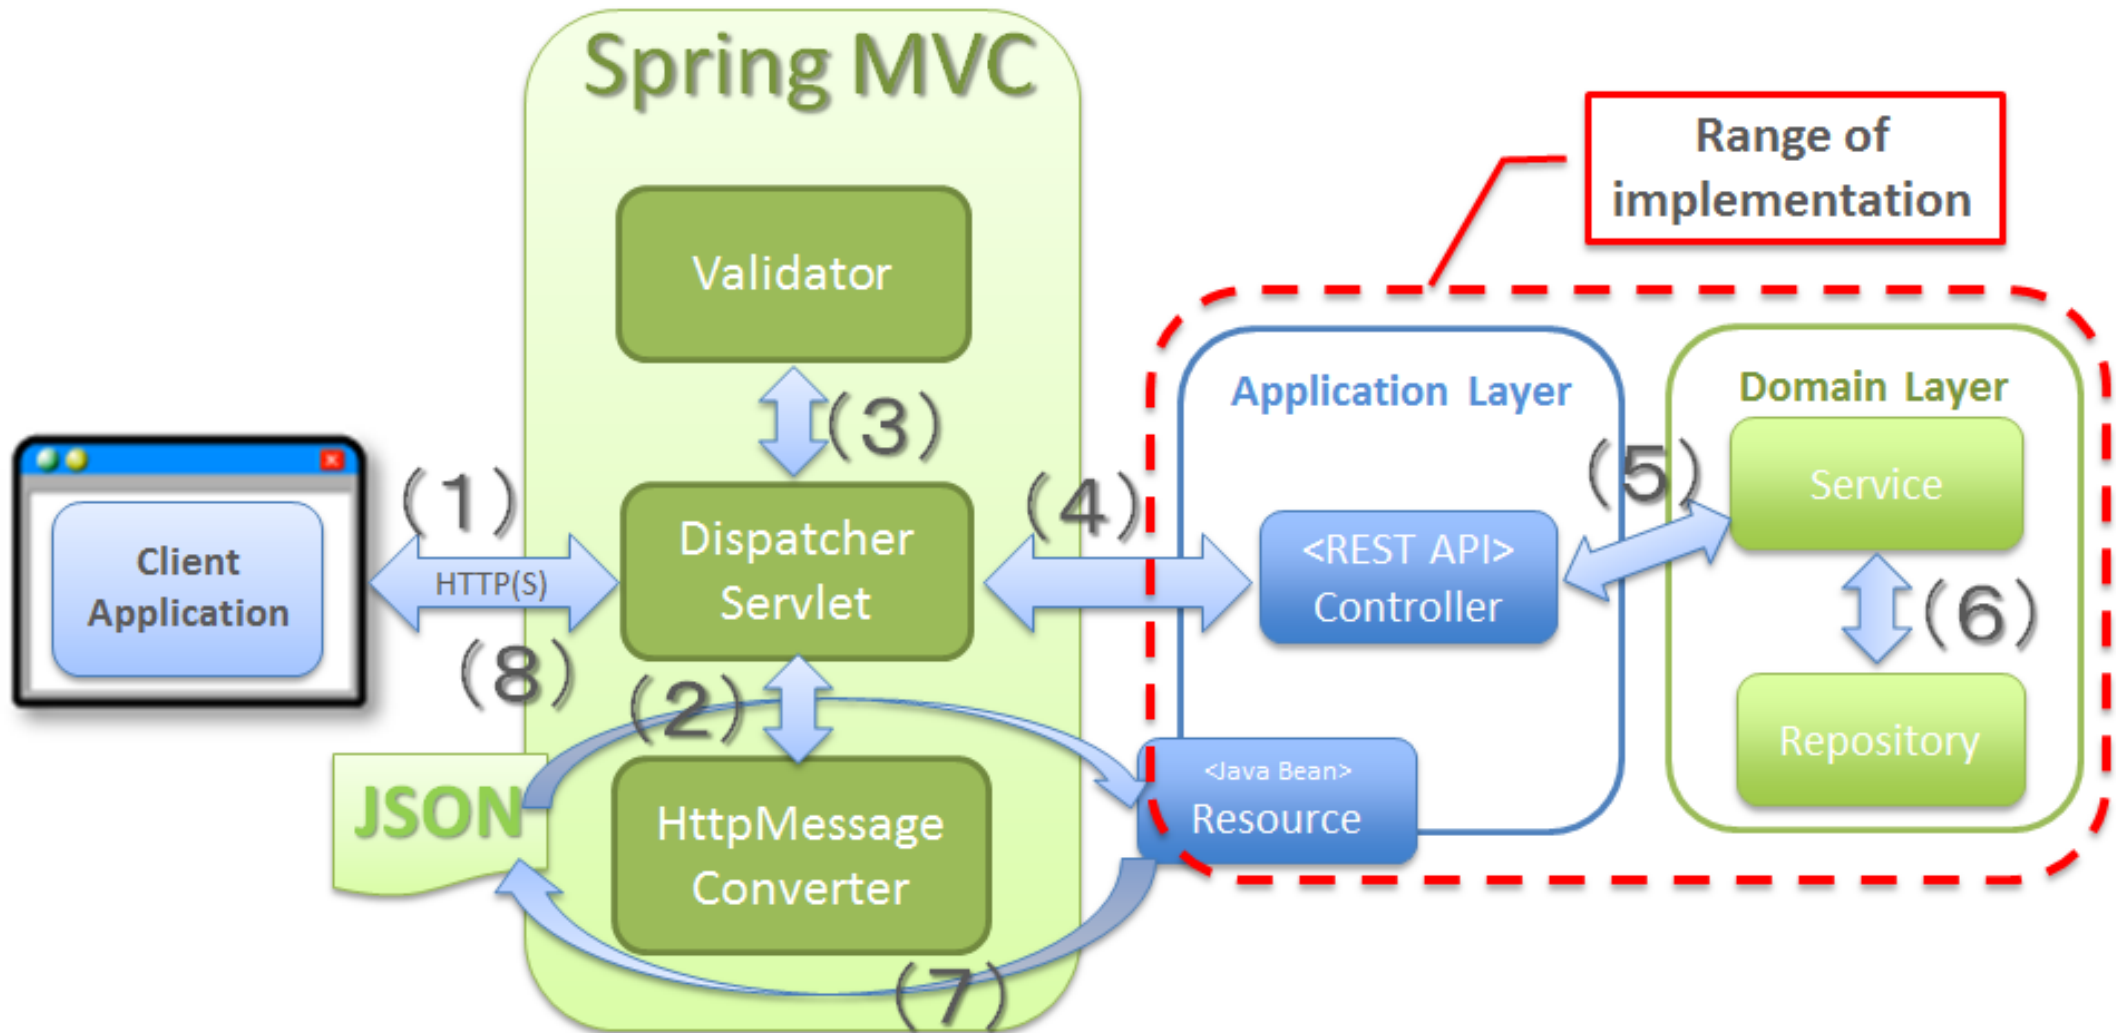 Spring MVC
Range of
implementation
Validator
(3)
Application Layer
Domain Layer
Client
Application
(1)
HTTP(S)
(8)
Dispatcher
Servlet
(4)
<REST API>
Controller
(5)
Service
(6)
Repository
(2)
JSON
HttpMessage
Converter
<Java Bean>
Resource
(7)